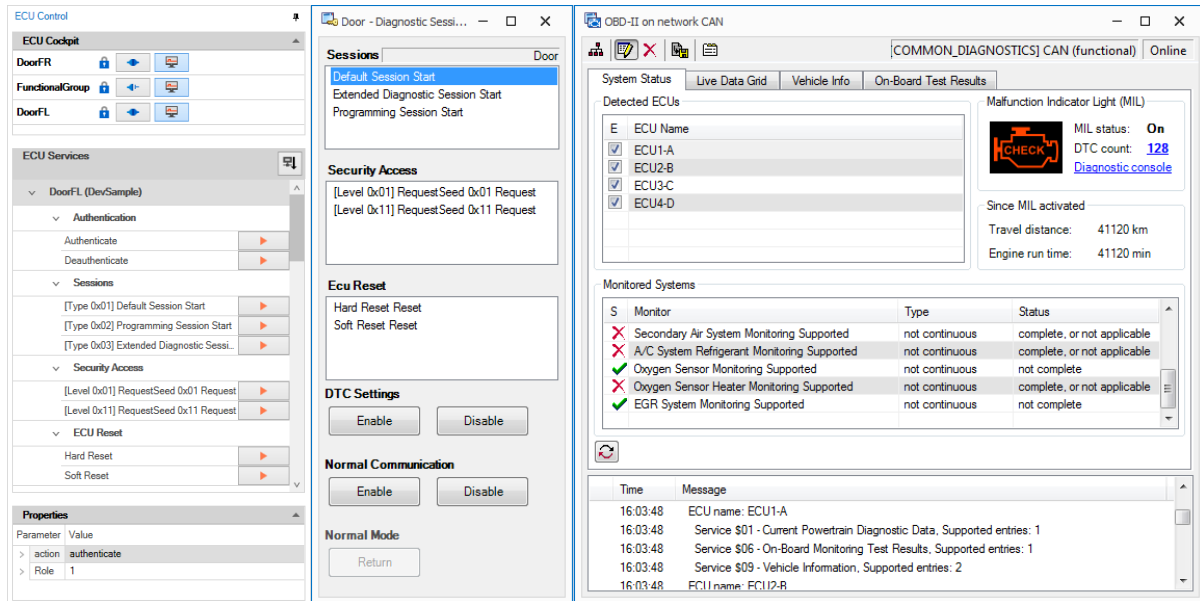 ECU Control
ECU Cockpit
DoorFR
FunctionalGroup
DoorFL
ECU Services
DoorFL (DevSample)
Authentication
Authenticate
Deauthenticate
Sessions
[Type 0x01] Default Session Start
[Type 0x02] Programming Session Start
[Type 0x03] Extended Diagnostic Sessi...
Security Access
[Level 0x01] RequestSeed 0x01 Request
[Level 0x11] RequestSeed 0x11 Request
ECU Reset
Hard Reset
Soft Reset
Properties
Parameter Value
action authenticate
Role 1
Door - Diagnostic Sessi...
Sessions Door
Default Session Start
Extended Diagnostic Session Start
Programming Session Start
Security Access
[Level 0x01] RequestSeed 0x01 Request
[Level 0x11] RequestSeed 0x11 Request
Ecu Reset
Hard Reset Reset
Soft Reset Reset
DTC Settings
Enable Disable
Normal Communication
Enable Disable
Normal Mode
Return
OBD-II on network CAN
[COMMON_DIAGNOSTICS] CAN (functional) Online
System Status Live Data Grid Vehicle Info On-Board Test Results
Detected ECUs
E ECU Name
ECU1-A
ECU2-B
ECU3-C
ECU4-D
Malfunction Indicator Light (MIL)
CHECK
MIL status: On
DTC count: 128
Diagnostic console
Since MIL activated
Travel distance: 41120 km
Engine run time: 41120 min
Monitored Systems
S Monitor Type Status
Secondary Air System Monitoring Supported not continuous complete, or not applicable
A/C System Refrigerant Monitoring Supported not continuous complete, or not applicable
Oxygen Sensor Monitoring Supported not continuous not complete
Oxygen Sensor Heater Monitoring Supported not continuous complete, or not applicable
EGR System Monitoring Supported not continuous not complete
Time Message
16:03:48 ECU name: ECU1-A
16:03:48 Service $01 - Current Powertrain Diagnostic Data, Supported entries: 1
16:03:48 Service $06 - On-Board Monitoring Test Results, Supported entries: 1
16:03:48 Service $09 - Vehicle Information, Supported entries: 2
16:03:48 ECU name: ECU2-B